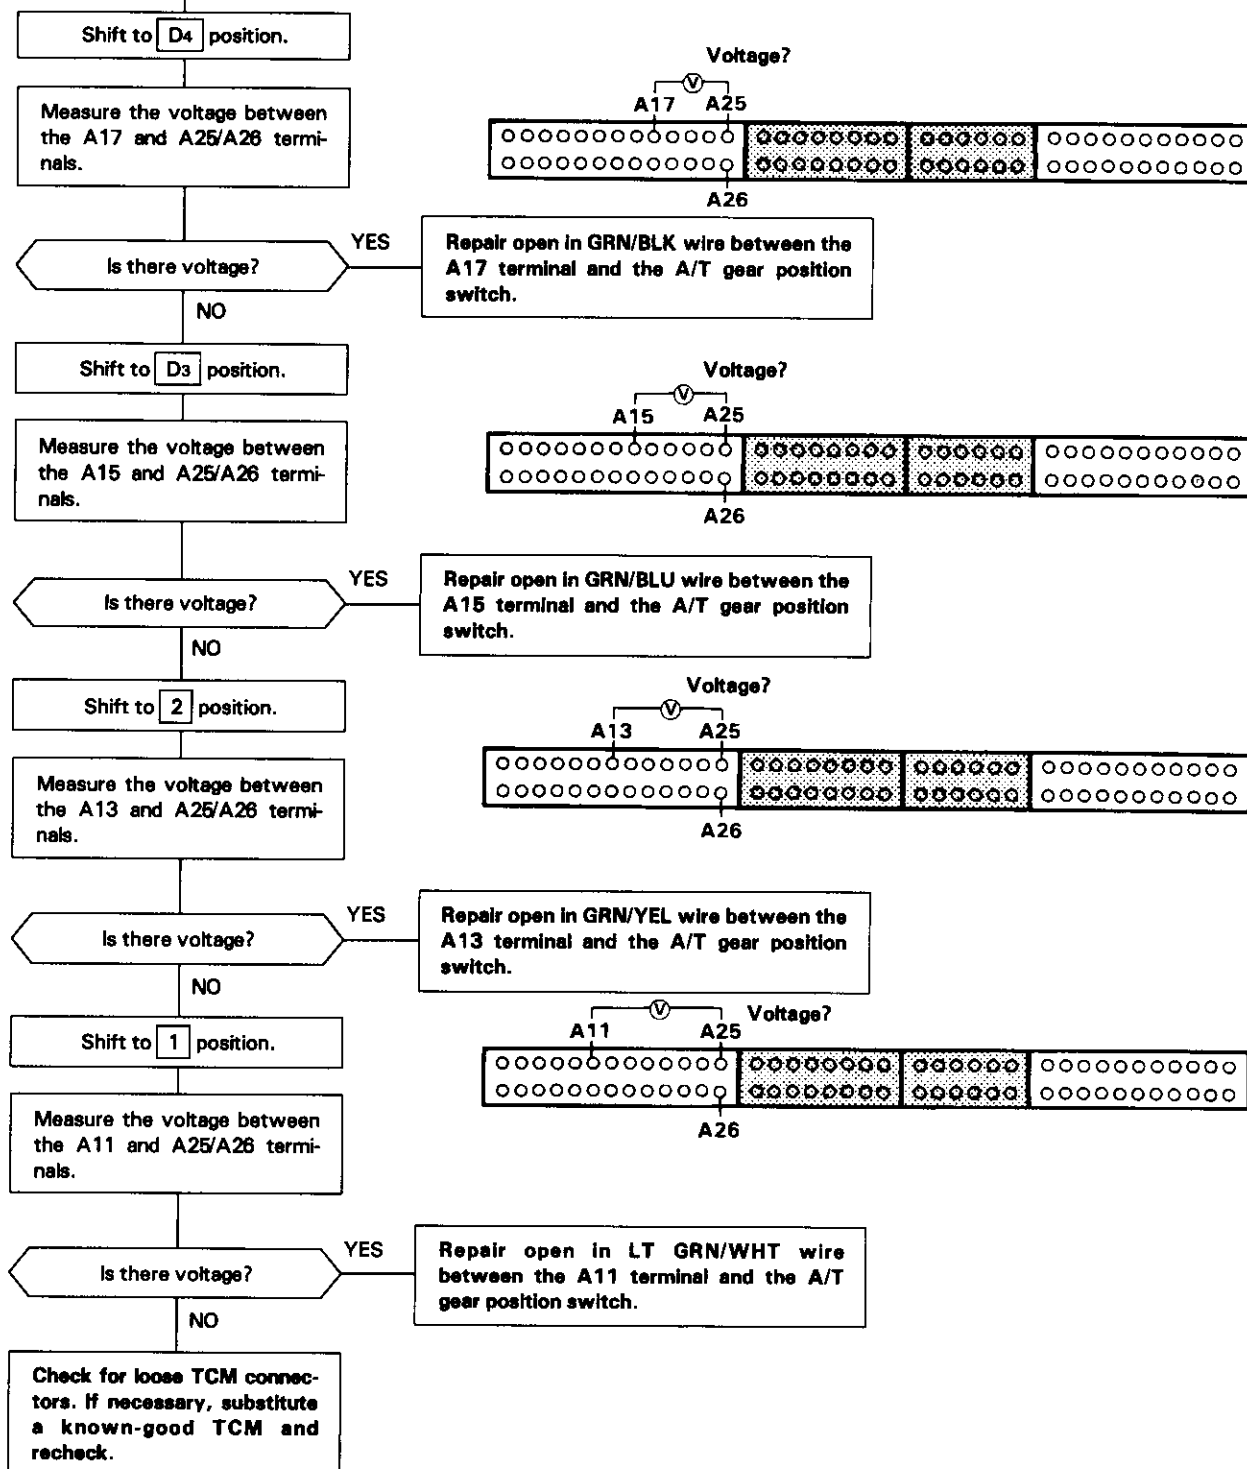 Shift to D4 position.
Voltage?
V
A17 A25
Measure the voltage between
the A17 and A25/A26 termi-
nals.
A26
Is there voltage?
YES
Repair open in GRN/BLK wire between the
A17 terminal and the A/T gear position
switch.
NO
Shift to D3 position.
Voltage?
V
A15 A25
Measure the voltage between
the A15 and A25/A26 termi-
nals.
A26
Is there voltage?
YES
Repair open in GRN/BLU wire between the
A15 terminal and the A/T gear position
switch.
NO
Shift to 2 position.
Voltage?
V
A13 A25
Measure the voltage between
the A13 and A25/A26 termi-
nals.
A26
Is there voltage?
YES
Repair open in GRN/YEL wire between the
A13 terminal and the A/T gear position
switch.
NO
Shift to 1 position.
Voltage?
V
A11 A25
Measure the voltage between
the A11 and A25/A26 termi-
nals.
A26
Is there voltage?
YES
Repair open in LT GRN/WHT wire
between the A11 terminal and the A/T
gear position switch.
NO
Check for loose TCM connec-
tors. If necessary, substitute
a known-good TCM and
recheck.